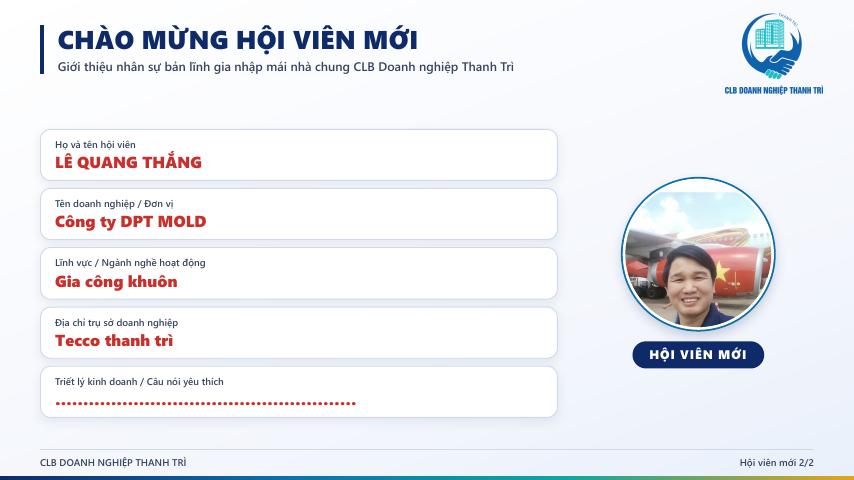 CHÀO MỪNG HỘI VIÊN MỚI
Giới thiệu nhân sự bản lĩnh gia nhập mái nhà chung CLB Doanh nghiệp Thanh Trì
THANH TRÌ
CLB DOANH NGHIỆP THANH TRÌ
Họ và tên hội viên
LÊ QUANG THẮNG
Tên doanh nghiệp / Đơn vị
Công ty DPT MOLD
Lĩnh vực / Ngành nghề hoạt động
Gia công khuôn
Địa chỉ trụ sở doanh nghiệp
Tecco thanh trì
Triết lý kinh doanh / Câu nói yêu thích
......................................................
HỘI VIÊN MỚI
CLB DOANH NGHIỆP THANH TRÌ
Hội viên mới 2/2